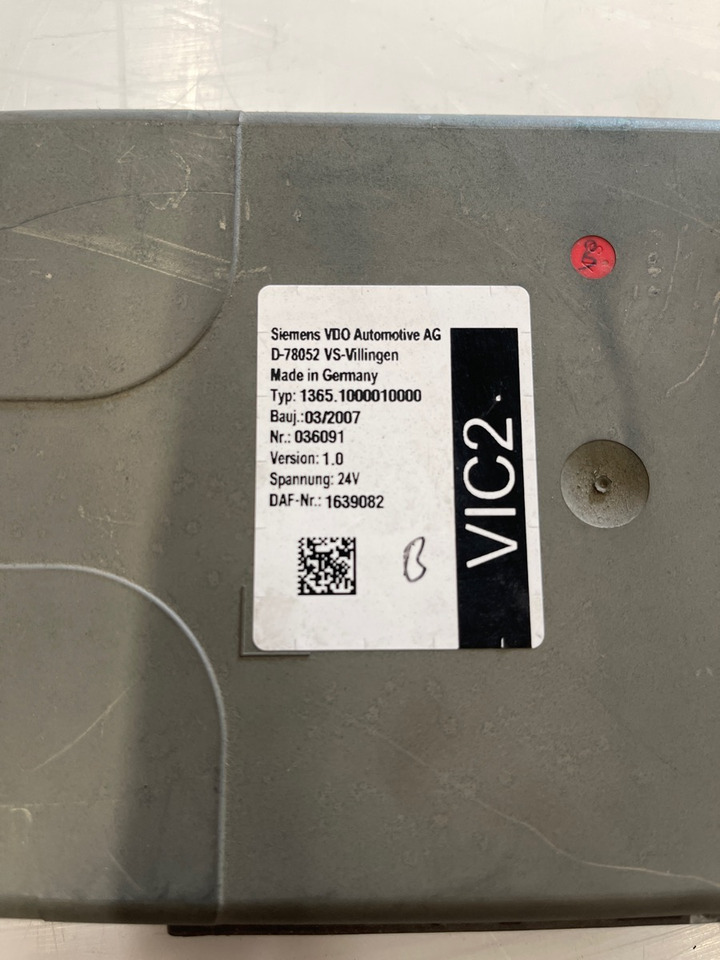 Siemens VDO Automotive AG
D-78052 VS-Villingen
Made in Germany
Typ: 1365.1000010000
Bauj.:03/2007
Nr.: 036091
Version: 1.0
Spannung: 24V
DAF-Nr.: 1639082
B
VIC2